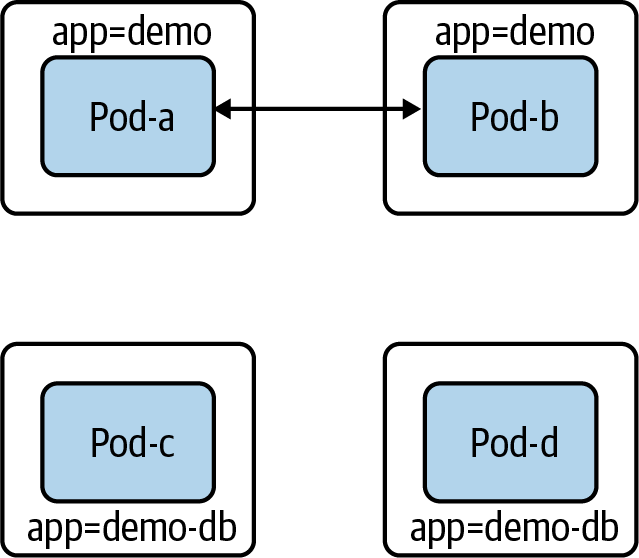 app=demo
Pod-a
app=demo
Pod-b
Pod-c
app=demo-db
Pod-d
app=demo-db